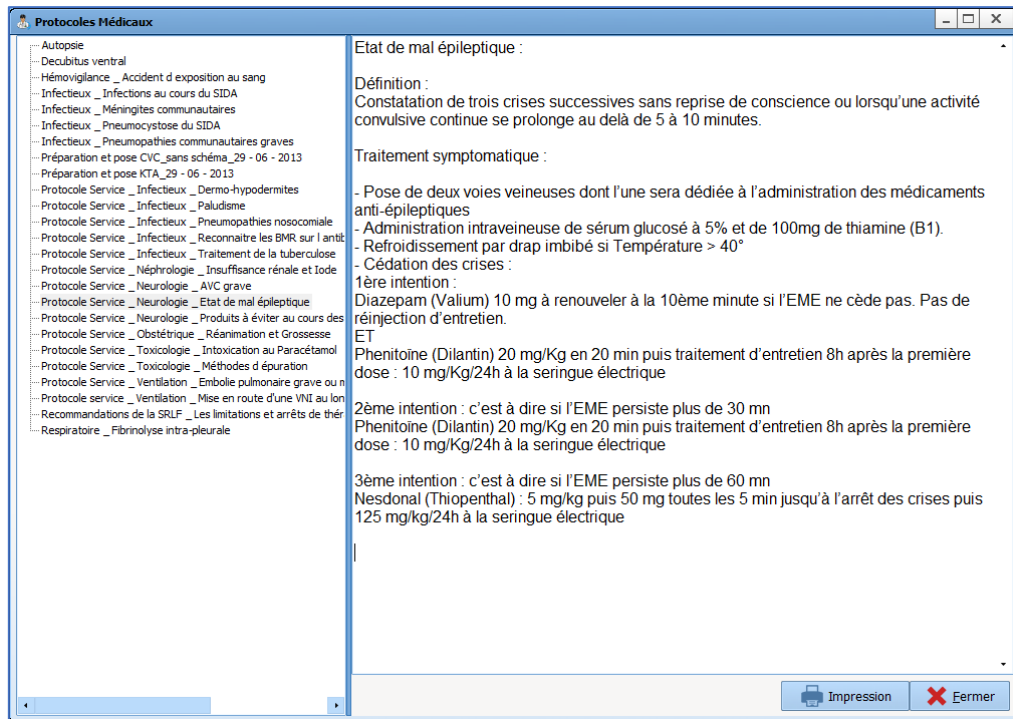 Protocoles Médicaux
Autopsie
Decubitus ventral
Hémovigilance _ Accident d exposition au sang
Infectieux _ Infections au cours du SIDA
Infectieux _ Méningites communautaires
Infectieux _ Pneumocystose du SIDA
Infectieux _ Pneumopathies communautaires graves
Préparation et pose CVC_sans schéma_29 - 06 - 2013
Préparation et pose KTA_29 - 06 - 2013
Protocole Service _ Infectieux _ Dermo-hypodermites
Protocole Service _ Infectieux _ Paludisme
Protocole Service _ Infectieux _ Pneumopathies nosocomiale
Protocole Service _ Infectieux _ Reconnaitre les BMR sur l antib
Protocole Service _ Infectieux _ Traitement de la tuberculose
Protocole Service _ Néphrologie _ Insuffisance rénale et Iode
Protocole Service _ Neurologie _ AVC grave
Protocole Service _ Neurologie _ Etat de mal épileptique
Protocole Service _ Neurologie _ Produits à éviter au cours des
Protocole Service _ Obstétrique _ Réanimation et Grossesse
Protocole Service _ Toxicologie _ Intoxication au Paracétamol
Protocole Service _ Toxicologie _ Méthodes d épuration
Protocole Service _ Ventilation _ Embolie pulmonaire grave ou n
Protocole service _ Ventilation _ Mise en route d'une VNI au lon
Recommandations de la SRLF _ Les limitations et arrêts de thér
Respiratoire _ Fibrinolyse intra-pleurale
Etat de mal épileptique :
Définition :
Constatation de trois crises successives sans reprise de conscience ou lorsqu'une activité
convulsive continue se prolonge au delà de 5 à 10 minutes.
Traitement symptomatique :
- Pose de deux voies veineuses dont l'une sera dédiée à l'administration des médicaments
anti-épileptiques
- Administration intraveineuse de sérum glucosé à 5% et de 100mg de thiamine (B1).
- Refroidissement par drap imbibé si Température > 40°
- Cédation des crises :
1ère intention :
Diazepam (Valium) 10 mg à renouveler à la 10ème minute si l'EME ne cède pas. Pas de
réinjection d'entretien.
ET
Phenitoïne (Dilantin) 20 mg/Kg en 20 min puis traitement d'entretien 8h après la première
dose : 10 mg/Kg/24h à la seringue électrique
2ème intention : c'est à dire si l'EME persiste plus de 30 mn
Phenitoïne (Dilantin) 20 mg/Kg en 20 min puis traitement d'entretien 8h après la première
dose : 10 mg/Kg/24h à la seringue électrique
3ème intention : c'est à dire si l'EME persiste plus de 60 mn
Nesdonal (Thiopenthal) : 5 mg/kg puis 50 mg toutes les 5 min jusqu'à l'arrêt des crises puis
125 mg/kg/24h à la seringue électrique
Impression
Fermer